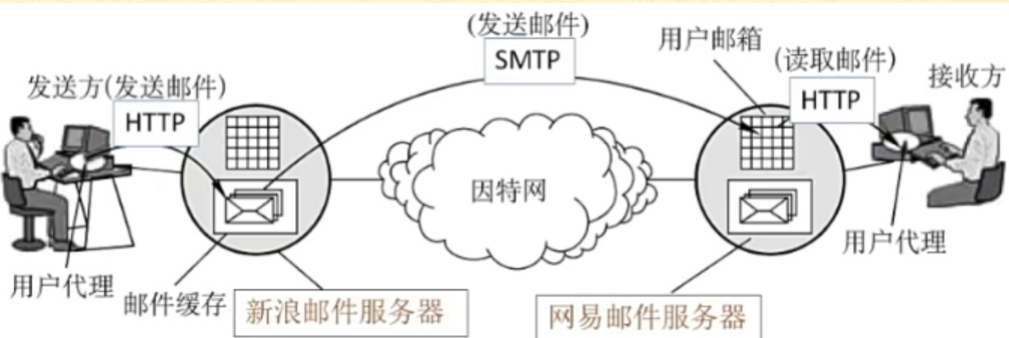 (发送邮件)
SMTP
用户邮箱
(读取邮件)
HTTP
接收方
发送方(发送邮件)
HTTP
因特网
用户代理
邮件缓存
新浪邮件服务器
网易邮件服务器
用户代理